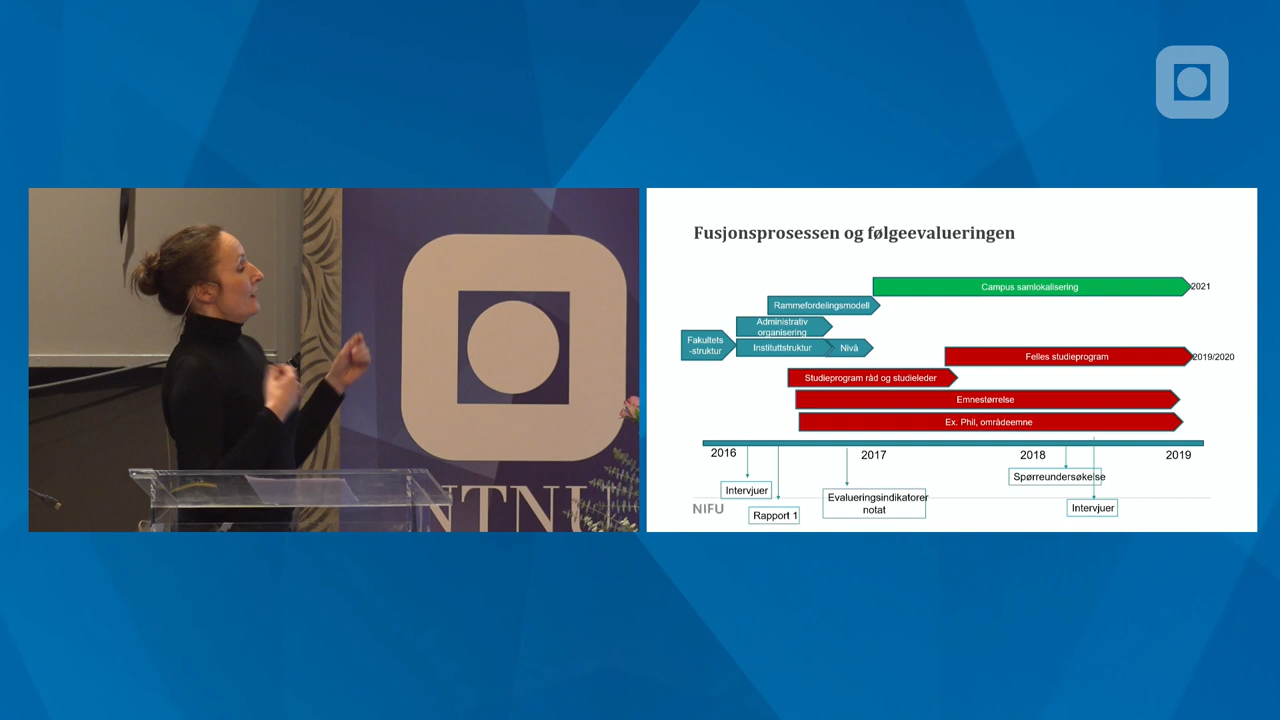 NTNU
Fusjonsprosessen og følgeevalueringen
Campus samlokalisering
2021
Rammefordelingsmodell
Administrativ
organisering
Fakultets
-struktur
Instituttstruktur
Nivå
Felles studieprogram
2019/2020
Studieprogram råd og studieleder
Emnestørrelse
Ex. Phil, områdeemne
2016
2017
2018
2019
Spørreundersøkelse
Intervjuer
Evalueringsindikatorer
notat
Intervjuer
Rapport 1
NIFU